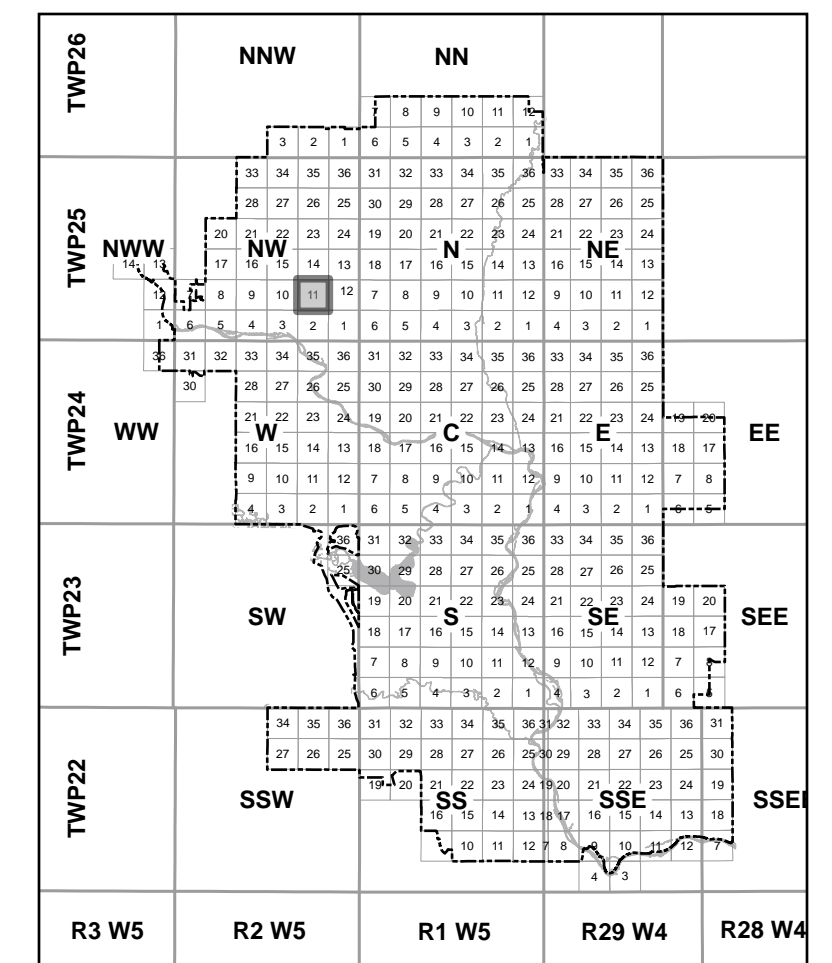 TWP26
NNW NN
7 8 9 10 11 12
3 2 1 6 5 4 3 2 1
TWP25
33 34 35 36 31 32 33 34 35 36 33 34 35 36
28 27 26 25 30 29 28 27 26 25 28 27 26 25
20 21 22 23 24 19 20 21 22 23 24 21 22 23 24
NWW NW N NE
14 13 17 16 15 14 13 18 17 16 15 14 13 16 15 14 13
12 7 8 9 10 11 12 7 8 9 10 11 12 9 10 11 12
1 6 5 4 3 2 1 6 5 4 3 2 1 4 3 2 1
TWP24
36 31 32 33 34 35 36 31 32 33 34 35 36 33 34 35 36
30 28 27 26 25 30 29 28 27 26 25 28 27 26 25
21 22 23 24 19 20 21 22 23 24 21 22 23 24 19 20
WW W C E EE
16 15 14 13 18 17 16 15 14 13 16 15 14 13 18 17
9 10 11 12 7 8 9 10 11 12 9 10 11 12 7 8
4 3 2 1 6 5 4 3 2 1 4 3 2 1 6 5
TWP23
36 31 32 33 34 35 36 33 34 35 36
25 30 29 28 27 26 25 28 27 26 25
19 20 21 22 23 24 21 22 23 24 19 20
SW S SE SEE
18 17 16 15 14 13 16 15 14 13 18 17
7 8 9 10 11 12 9 10 11 12 7 8
6 5 4 3 2 1 4 3 2 1 6 5
TWP22
34 35 36 31 32 33 34 35 36 31 32 33 34 35 36 31
27 26 25 30 29 28 27 26 25 30 29 28 27 26 25 30
19 20 21 22 23 24 19 20 21 22 23 24 19
SSW SS SSE SSE
16 15 14 13 18 17 16 15 14 13 18
10 11 12 7 8 9 10 11 12 7
4 3
R3 W5 R2 W5 R1 W5 R29 W4 R28 W4